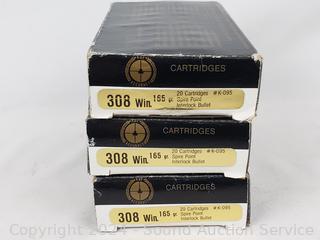 CARTRIDGES
308 Win. 165 gr. 20 Cartridges #K-095
Spire Point
Interlock Bullet
CARTRIDGES
308 Win. 165 gr. 20 Cartridges #K-095
Spire Point
Interlock Bullet
CARTRIDGES
308 Win. 165 gr. 20 Cartridges #K-095
Spire Point
Interlock Bullet
Sound Auction Service